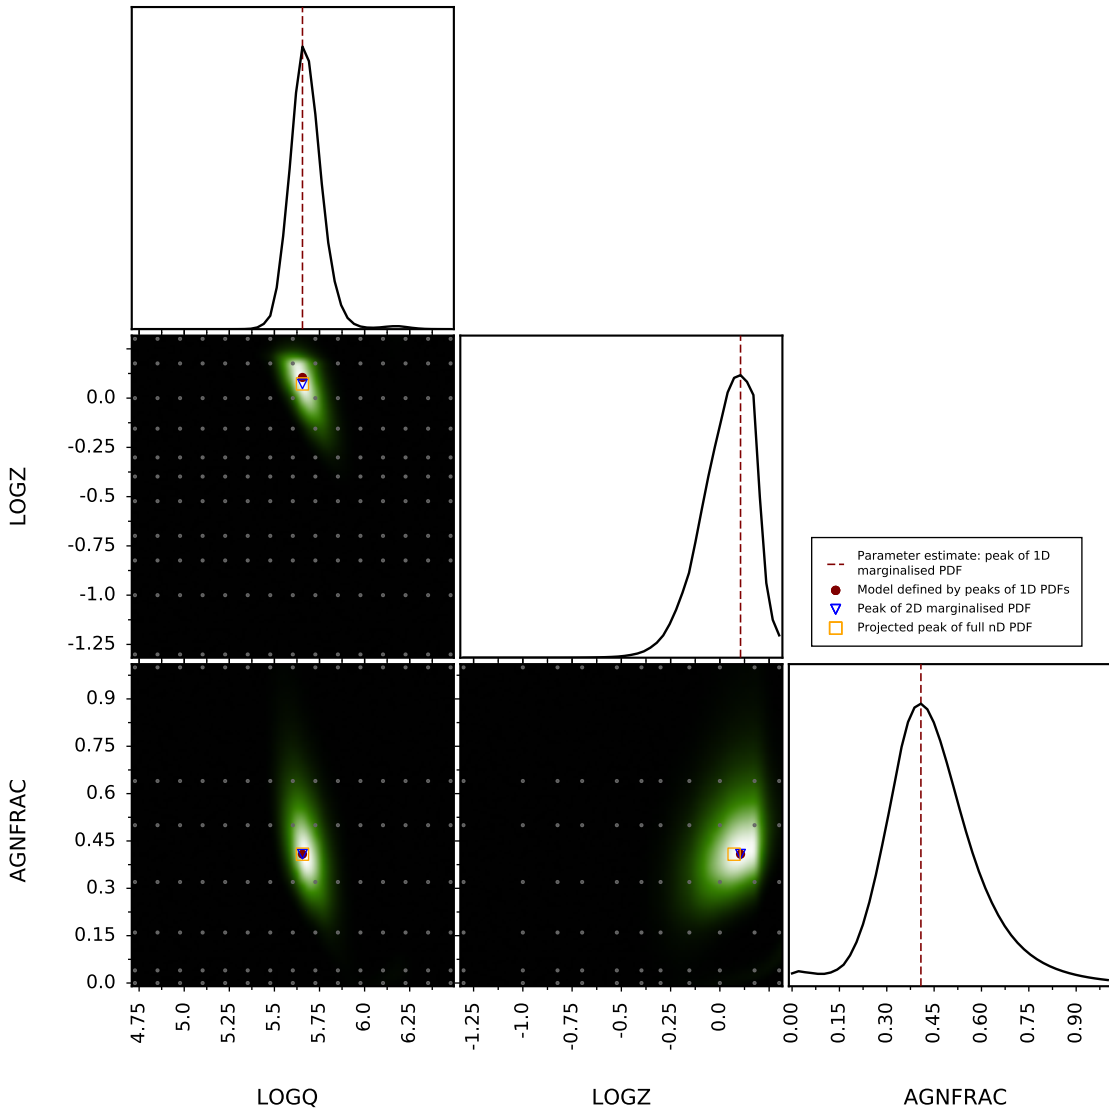 0.0
-0.25
-0.5
-0.75
-1.0
-1.25
LOGZ
Parameter estimate: peak of 1D
marginalised PDF
Model defined by peaks of 1D PDFs
Peak of 2D marginalised PDF
Projected peak of full nD PDF
0.9
0.75
0.6
0.45
0.3
0.15
0.0
AGNFRAC
4.75 5.0 5.25 5.5 5.75 6.0 6.25
-1.25 -1.0 -0.75 -0.5 -0.25 0.0
0.00 0.15 0.30 0.45 0.60 0.75 0.90
LOGQ LOGZ AGNFRAC